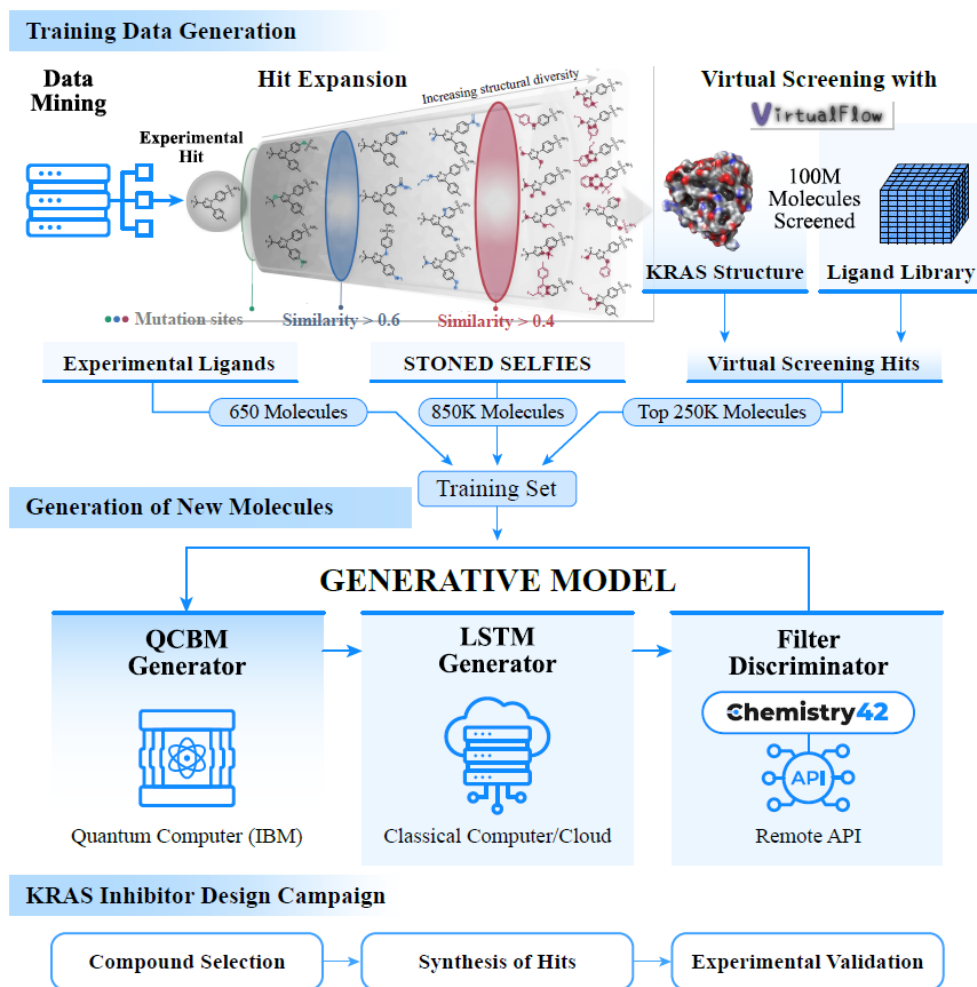 Training Data Generation
Data
Mining
Hit Expansion
Increasing structural diversity
Virtual Screening with
VirtualFlow
Experimental
Hit
100M
Molecules
Screened
KRAS Structure
Ligand Library
Mutation sites
Similarity > 0.6
Similarity > 0.4
Experimental Ligands
STONED SELFIES
Virtual Screening Hits
650 Molecules
850K Molecules
Top 250K Molecules
Training Set
Generation of New Molecules
GENERATIVE MODEL
QCBM
Generator
LSTM
Generator
Filter
Discriminator
Chemistry42
API
Quantum Computer (IBM)
Classical Computer/Cloud
Remote API
KRAS Inhibitor Design Campaign
Compound Selection
Synthesis of Hits
Experimental Validation